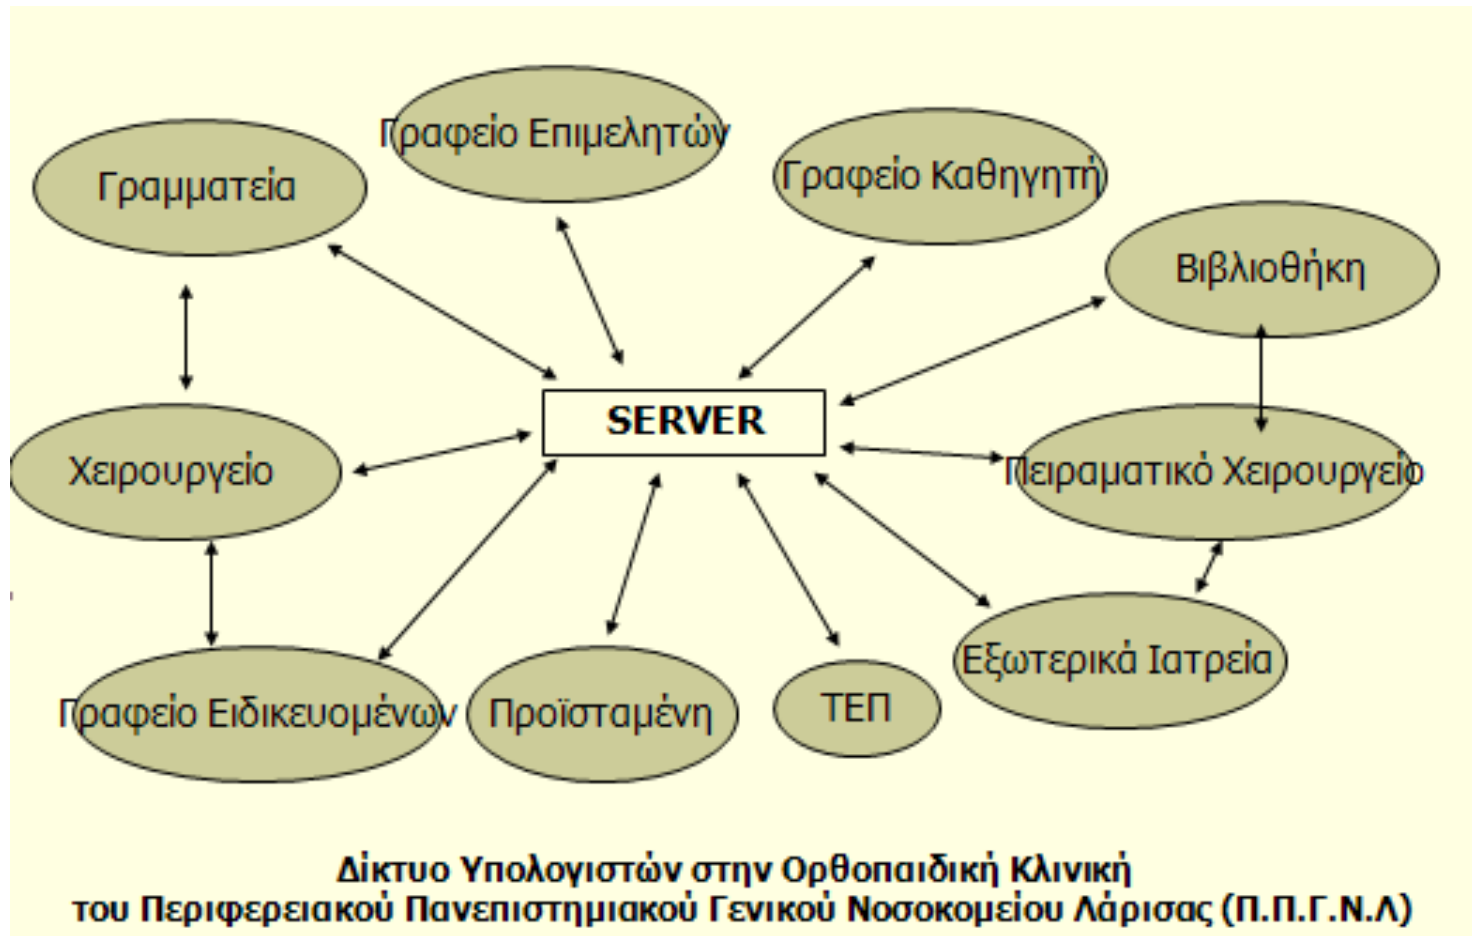 Γραφείο Επιμελητών
Γραμματεία
Γραφείο Καθηγητή
Βιβλιοθήκη
SERVER
Χειρουργείο
Πειραματικό Χειρουργείο
Εξωτερικά Ιατρεία
Γραφείο Ειδικευομένων
Προϊσταμένη
ΤΕΠ
Δίκτυο Υπολογιστών στην Ορθοπαιδική Κλινική
του Περιφερειακού Πανεπιστημιακού Γενικού Νοσοκομείου Λάρισας (Π.Π.Γ.Ν.Λ)